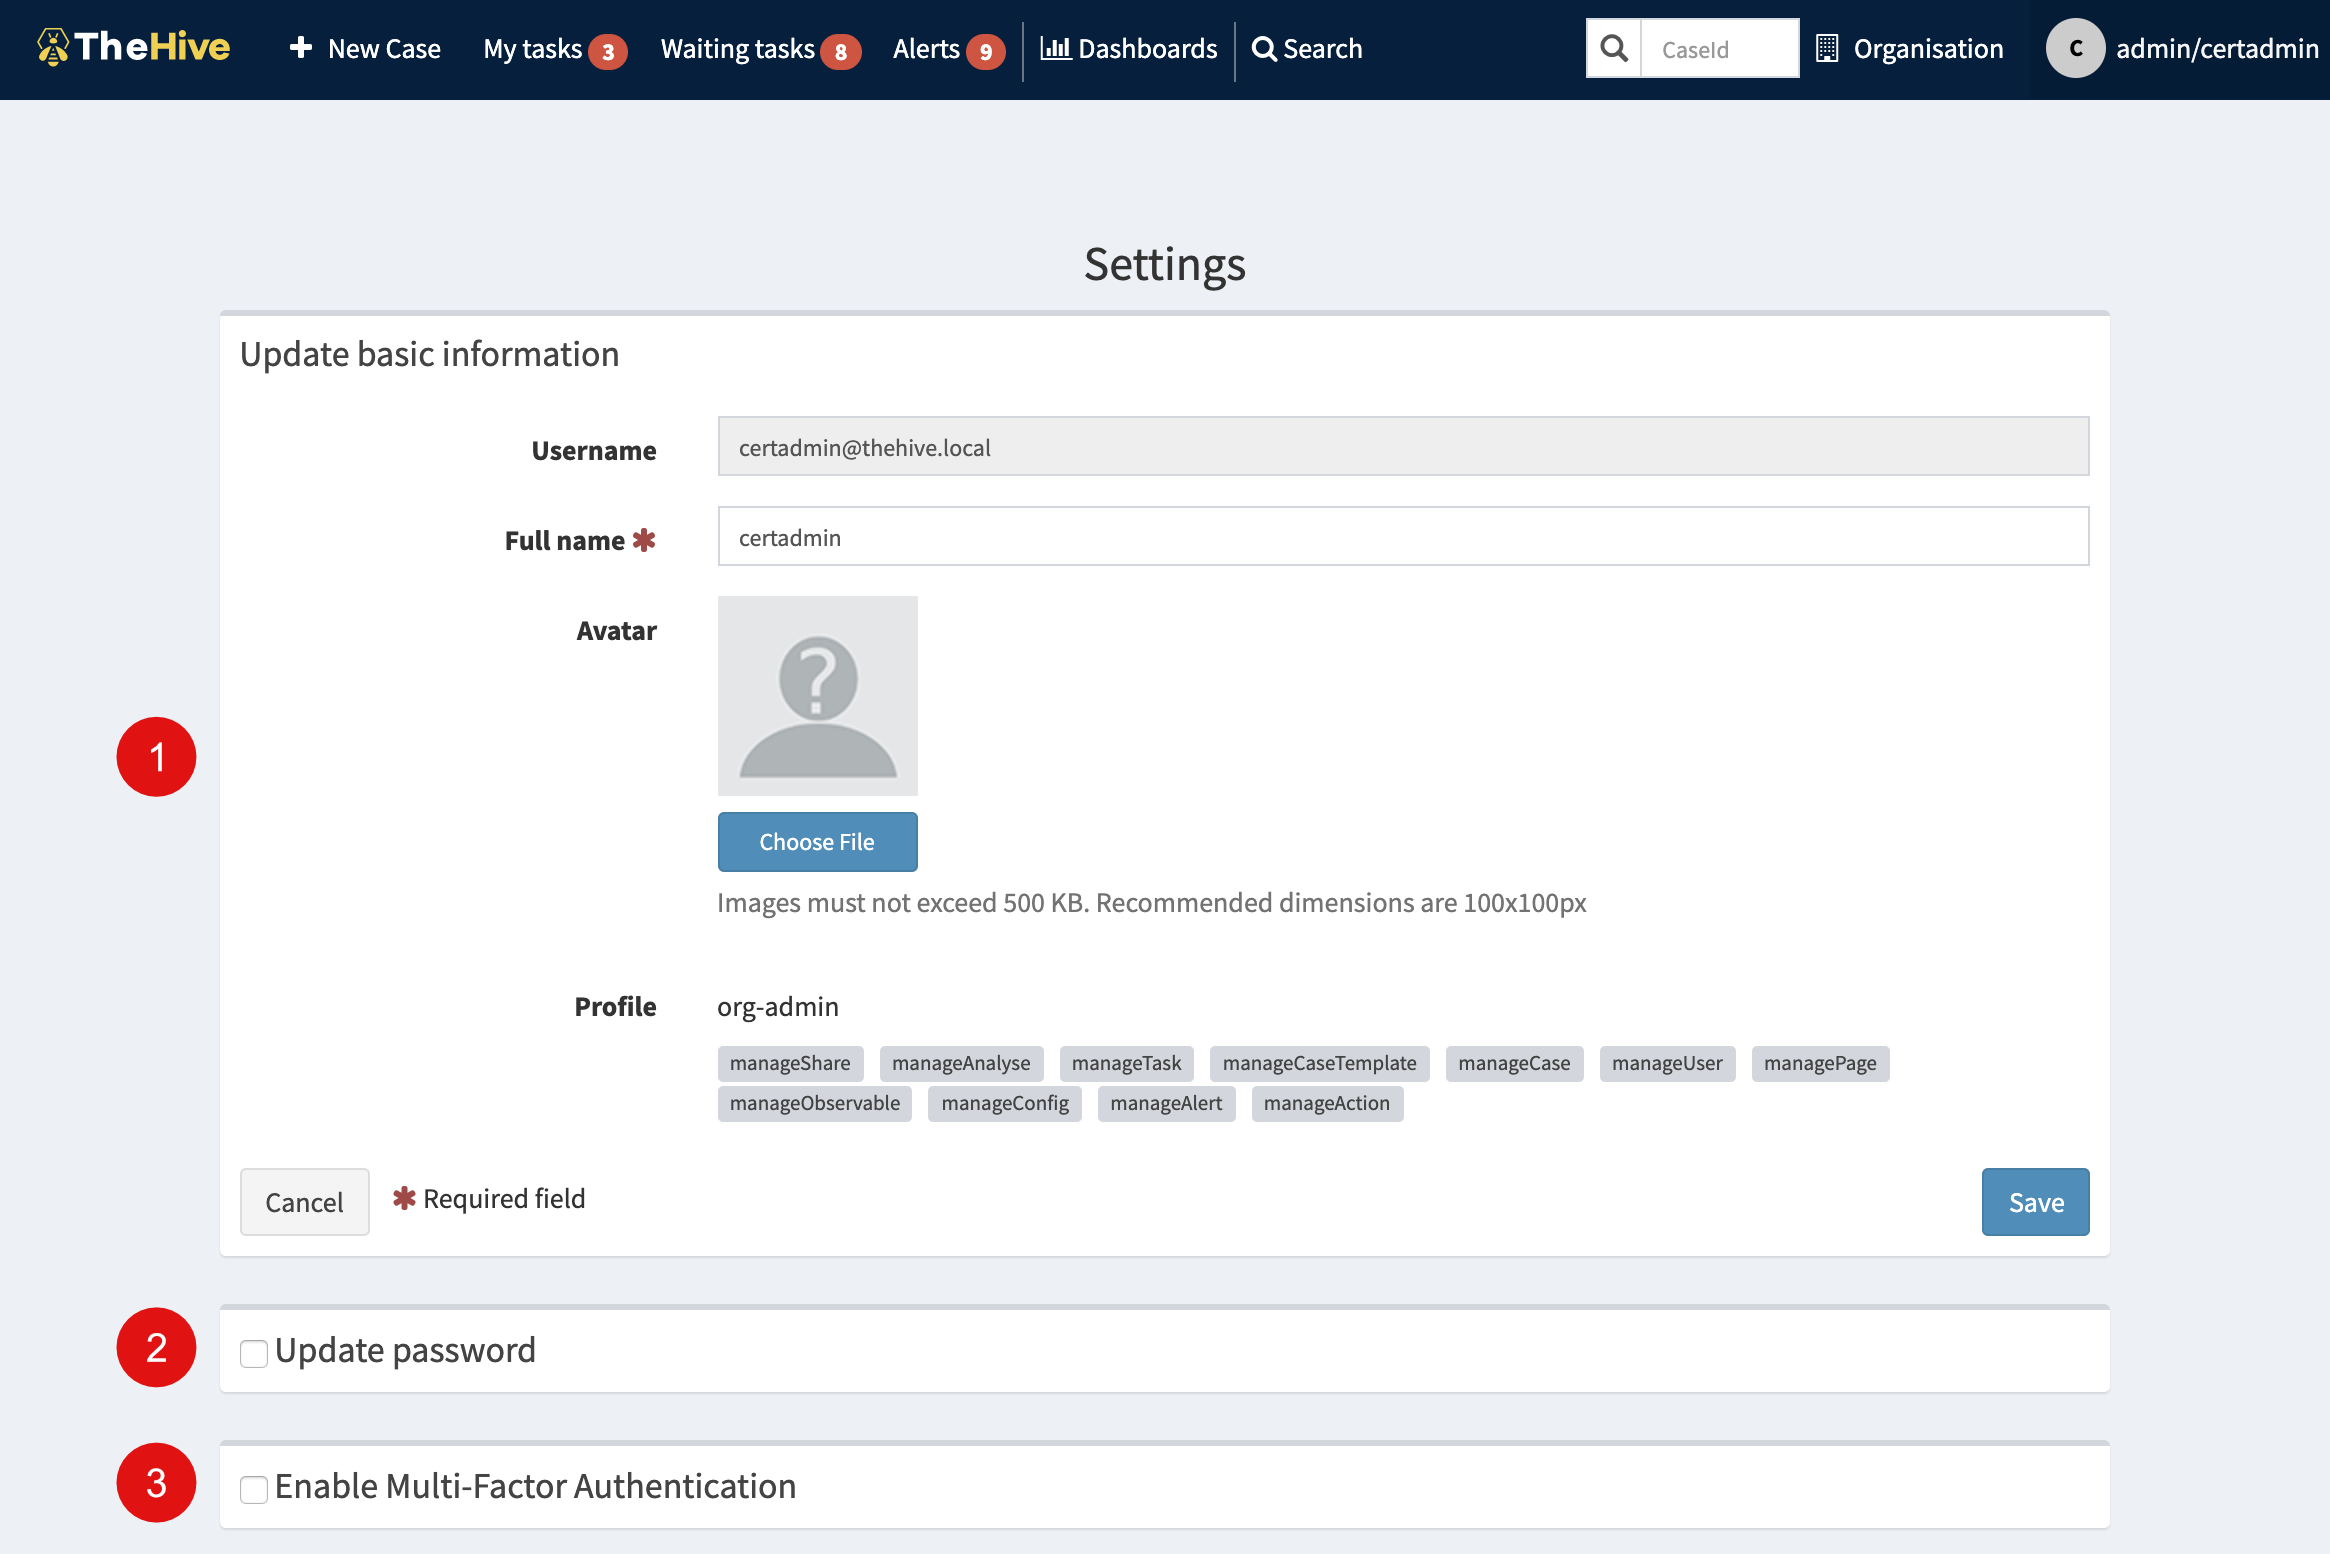 TheHive New Case My tasks 3 Waiting tasks 8 Alerts 9 Dashboards Search CaseId Organisation C admin/certadmin
Settings
Update basic information
Username certadmin@thehive.local
Full name * certadmin
Avatar
?
1
Choose File
Images must not exceed 500 KB. Recommended dimensions are 100x100px
Profile org-admin
manageShare manageAnalyse manageTask manageCaseTemplate manageCase manageUser managePage
manageObservable manageConfig manageAlert manageAction
Cancel * Required field Save
2 Update password
3 Enable Multi-Factor Authentication